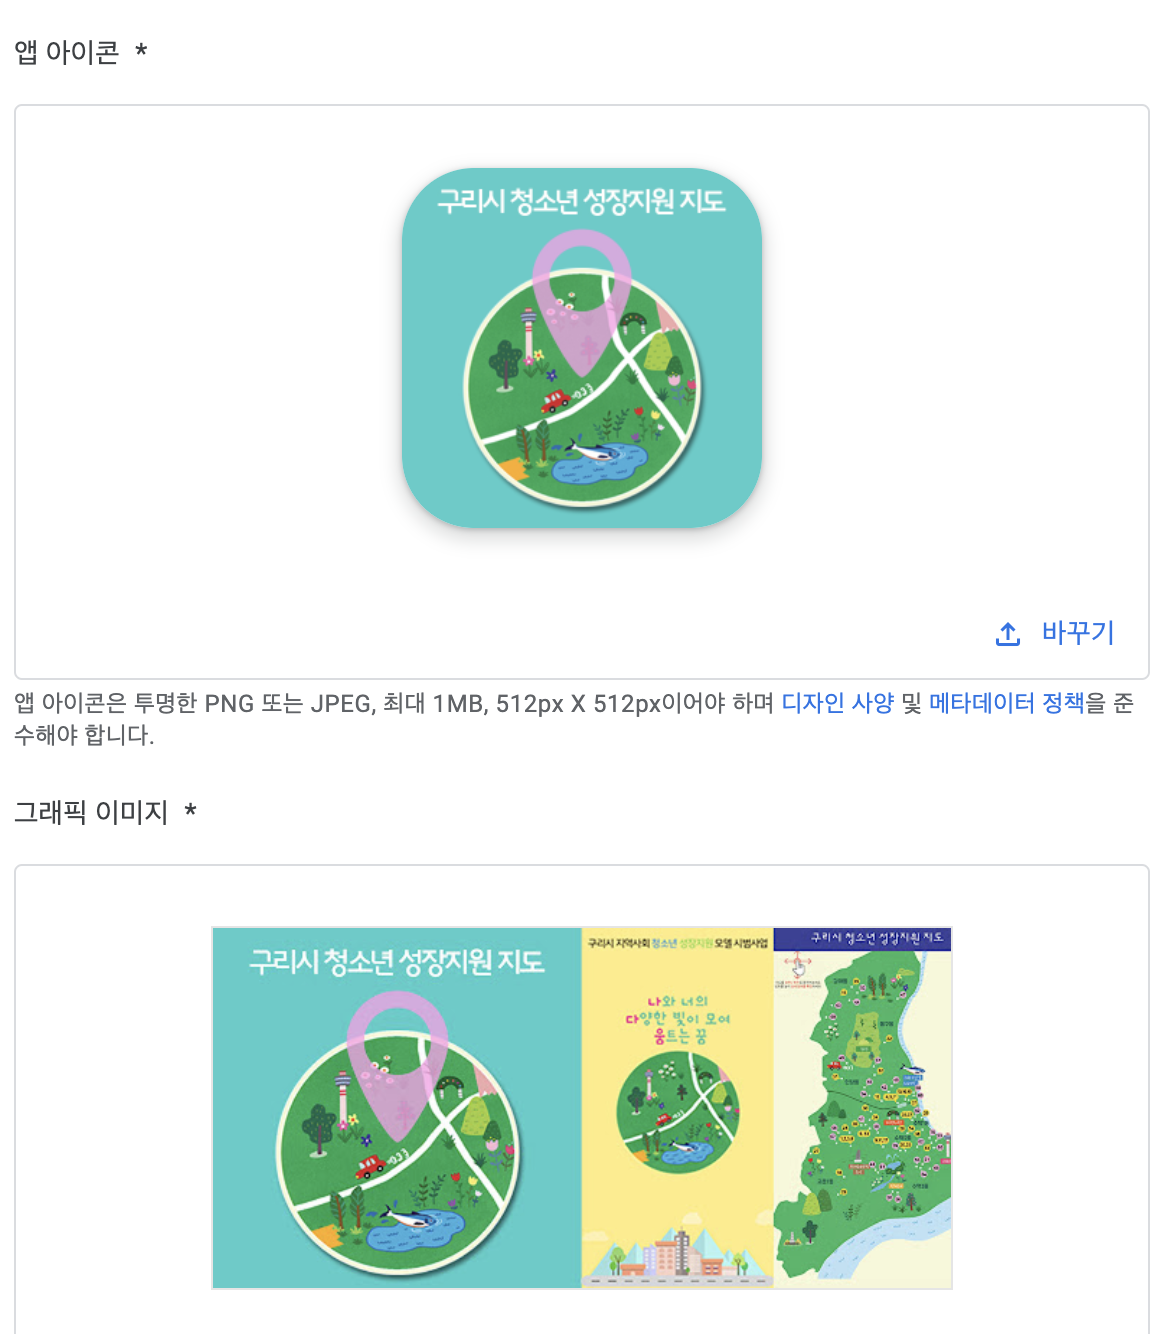 앱 아이콘 *
구리시 청소년 성장지원 지도
바꾸기
앱 아이콘은 투명한 PNG 또는 JPEG, 최대 1MB, 512px X 512px이어야 하며 디자인 사양 및 메타데이터 정책을 준
수해야 합니다.
그래픽 이미지 *
구리시 청소년 성장지원 지도
구리시 지역사회 청소년 성장지원 모델 시범사업
나와 너의
다양한 빛이 모여
움트는 꿈
구리시 청소년 성장지원 지도